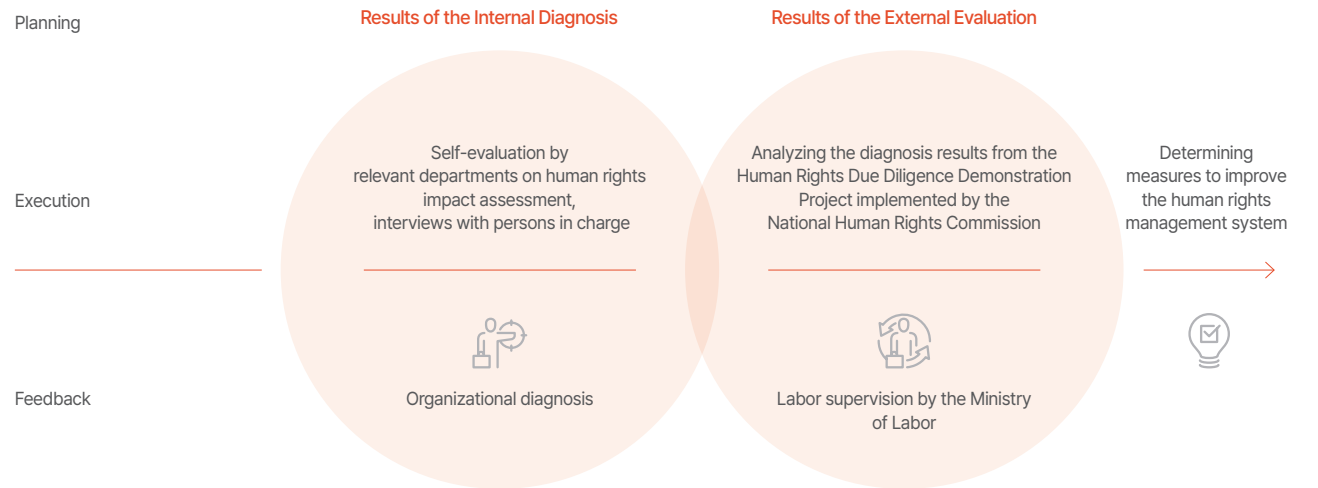 Planning
Results of the Internal Diagnosis
Results of the External Evaluation
Execution
Self-evaluation by
relevant departments on human rights
impact assessment,
interviews with persons in charge
Analyzing the diagnosis results from the
Human Rights Due Diligence Demonstration
Project implemented by the
National Human Rights Commission
Determining
measures to improve
the human rights
management system
Feedback
Organizational diagnosis
Labor supervision by the Ministry
of Labor